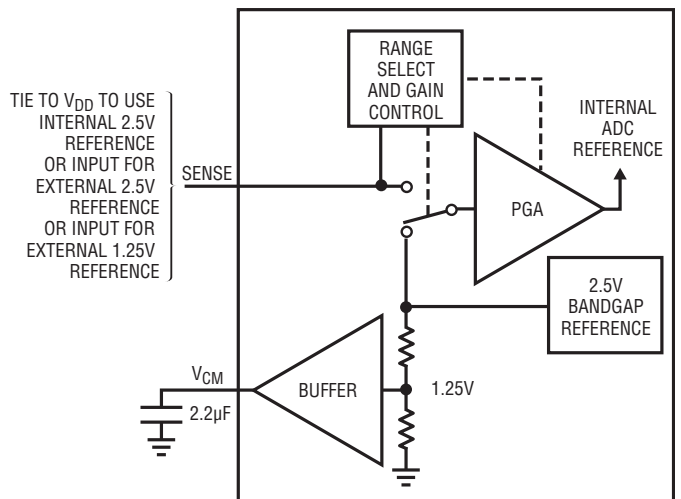 RANGE
SELECT
AND GAIN
CONTROL
TIE TO VDD TO USE
INTERNAL 2.5V
REFERENCE
OR INPUT FOR
EXTERNAL 2.5V
REFERENCE
OR INPUT FOR
EXTERNAL 1.25V
REFERENCE
SENSE
INTERNAL
ADC
REFERENCE
PGA
2.5V
BANDGAP
REFERENCE
VCM
BUFFER
1.25V
2.2µF